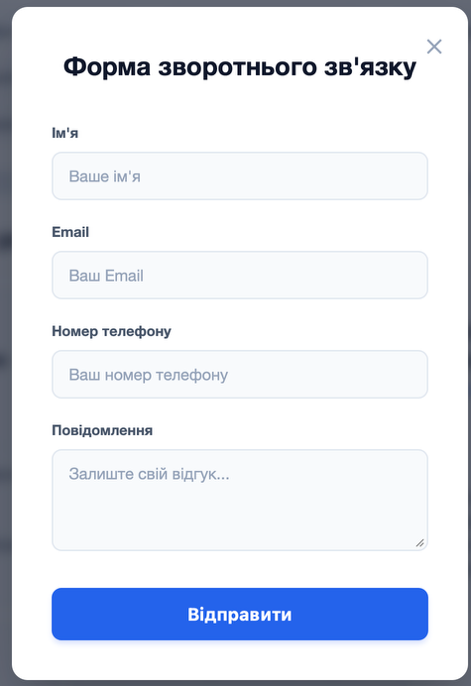 Форма зворотнього зв'язку
Ім'я
Ваше ім'я
Email
Ваш Email
Номер телефону
Ваш номер телефону
Повідомлення
Залиште свій відгук...
Відправити